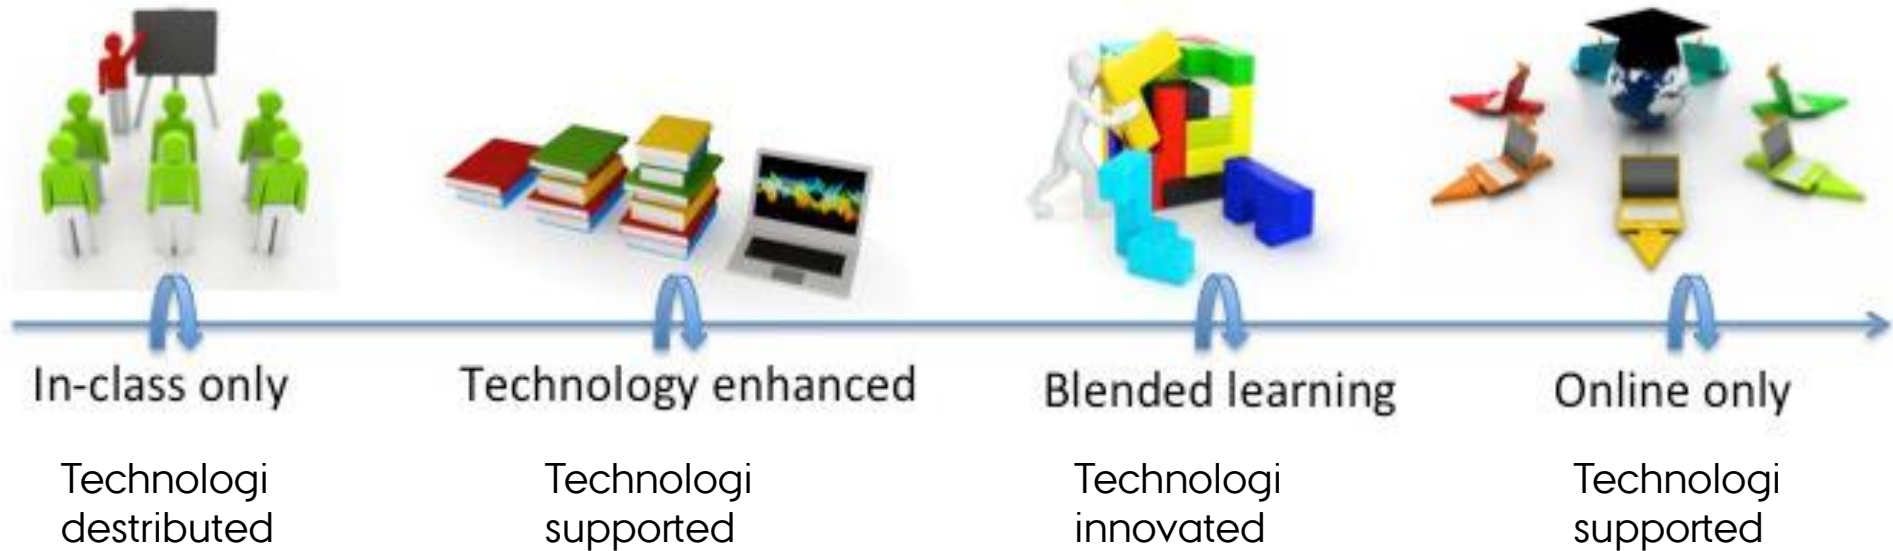 In-class only
Technology enhanced
Blended learning
Online only
Technologi
destributed
Technologi
supported
Technologi
innovated
Technologi
supported